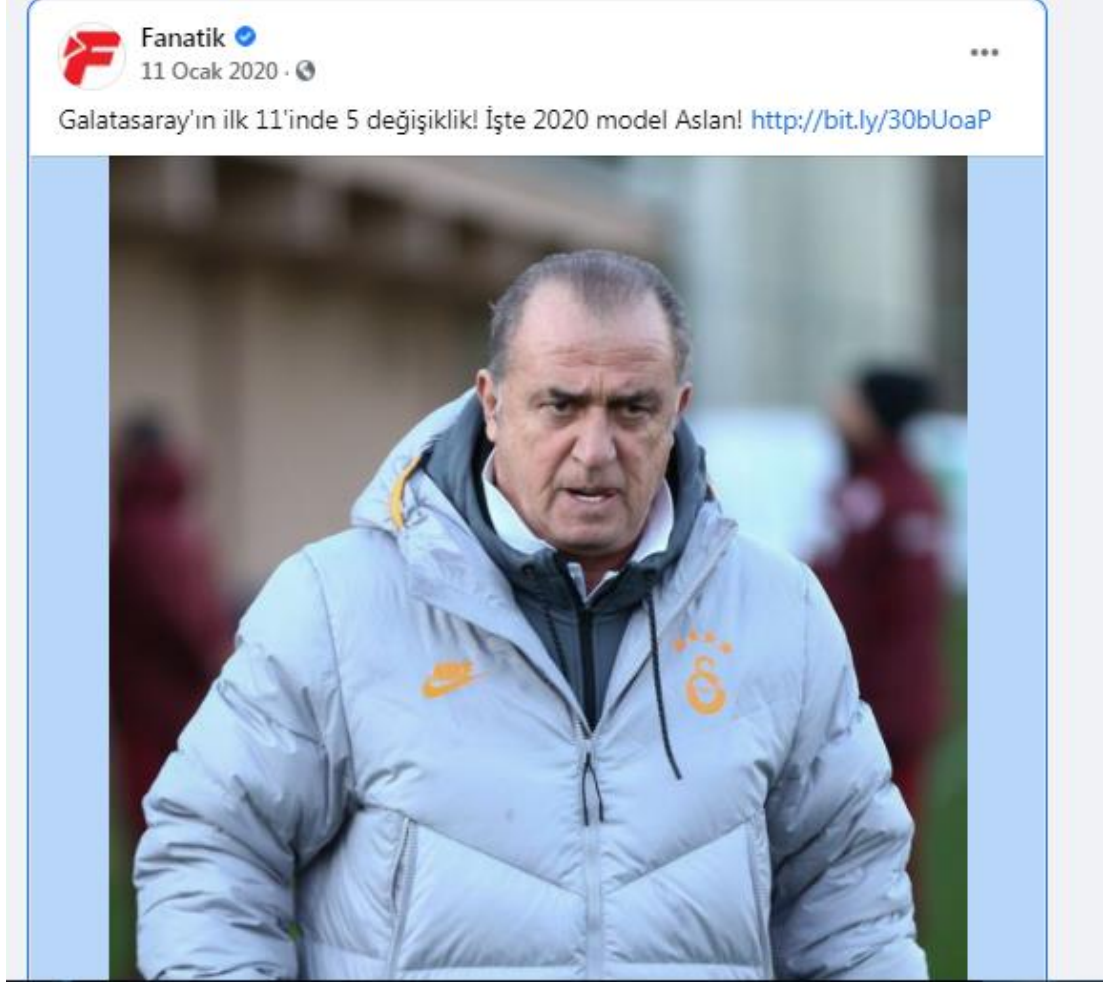 Fanatik
11 Ocak 2020
Galatasaray'ın ilk 11'inde 5 değişiklik! İşte 2020 model Aslan! http://bit.ly/30bUoaP
NIKE